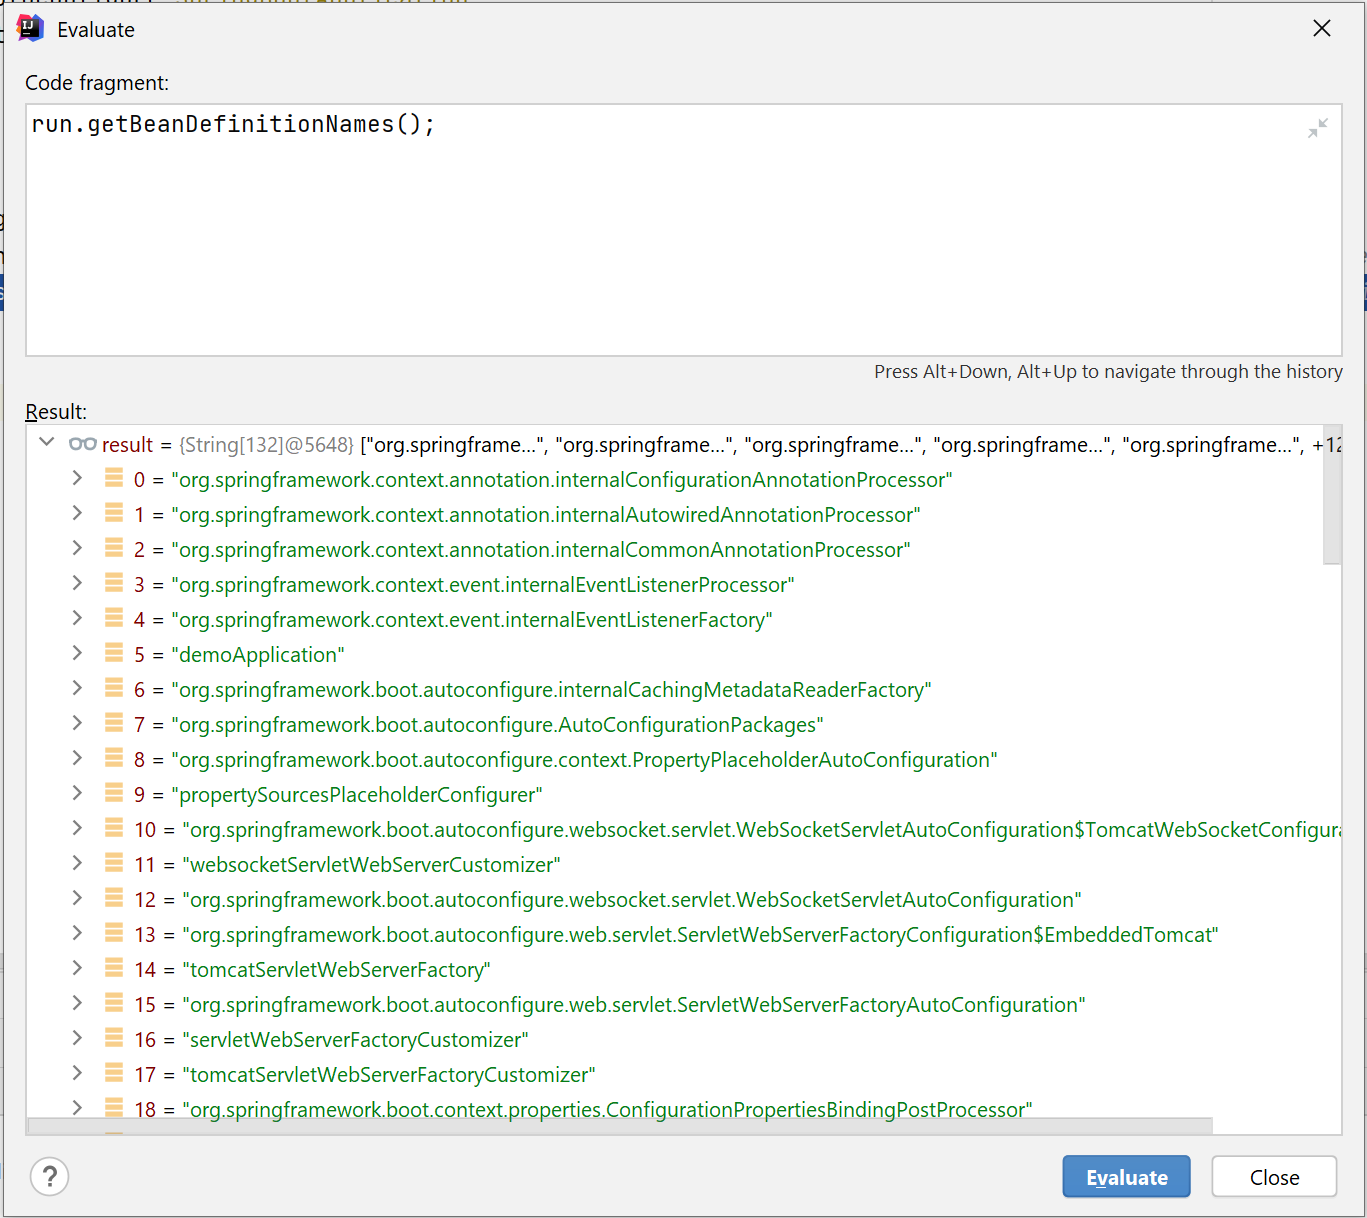 Evaluate
Code fragment:
run.getBeanDefinitionNames();
Press Alt+Down, Alt+Up to navigate through the history
Result:
result = {String[132]@5648} ["org.springframe...", "org.springframe...", "org.springframe...", "org.springframe...", "org.springframe...", +12
0 = "org.springframework.context.annotation.internalConfigurationAnnotationProcessor"
1 = "org.springframework.context.annotation.internalAutowiredAnnotationProcessor"
2 = "org.springframework.context.annotation.internalCommonAnnotationProcessor"
3 = "org.springframework.context.event.internalEventListenerProcessor"
4 = "org.springframework.context.event.internalEventListenerFactory"
5 = "demoApplication"
6 = "org.springframework.boot.autoconfigure.internalCachingMetadataReaderFactory"
7 = "org.springframework.boot.autoconfigure.AutoConfigurationPackages"
8 = "org.springframework.boot.autoconfigure.context.PropertyPlaceholderAutoConfiguration"
9 = "propertySourcesPlaceholderConfigurer"
10 = "org.springframework.boot.autoconfigure.websocket.servlet.WebSocketServletAutoConfiguration$TomcatWebSocketConfigura
11 = "websocketServletWebServerCustomizer"
12 = "org.springframework.boot.autoconfigure.websocket.servlet.WebSocketServletAutoConfiguration"
13 = "org.springframework.boot.autoconfigure.web.servlet.ServletWebServerFactoryConfiguration$EmbeddedTomcat"
14 = "tomcatServletWebServerFactory"
15 = "org.springframework.boot.autoconfigure.web.servlet.ServletWebServerFactoryAutoConfiguration"
16 = "servletWebServerFactoryCustomizer"
17 = "tomcatServletWebServerFactoryCustomizer"
18 = "org.springframework.boot.context.properties.ConfigurationPropertiesBindingPostProcessor"
? Evaluate Close